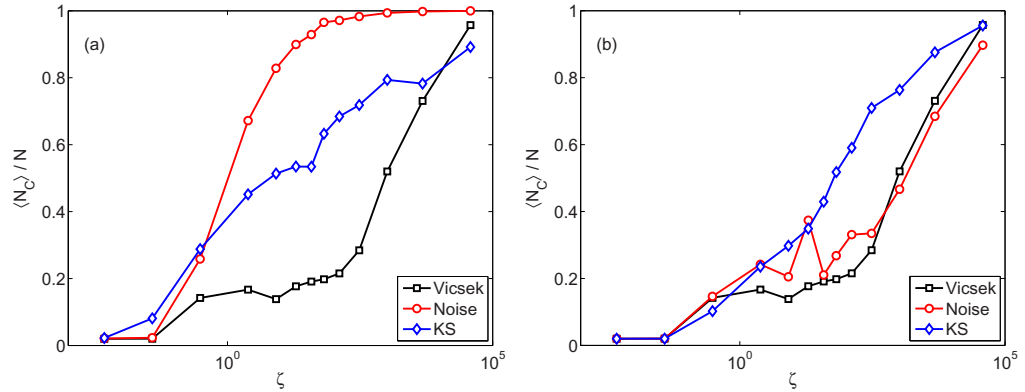 (a)
⟨N_C⟩ / N
1
0.8
0.6
0.4
0.2
0
10^0
10^5
ζ
Vicsek
Noise
KS
(b)
⟨N_C⟩ / N
1
0.8
0.6
0.4
0.2
0
10^0
10^5
ζ
Vicsek
Noise
KS